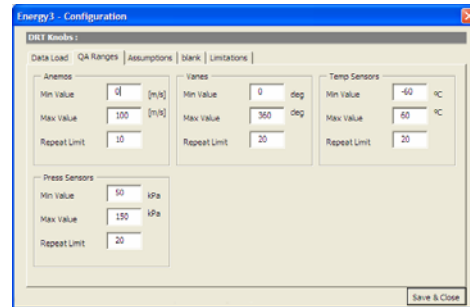 Energy3 - Configuration
DRT Knobs :
Data Load QA Ranges Assumptions blank Limitations
Anemos Vanes Temp Sensors
Min Value 0 [m/s] Min Value 0 deg Min Value -60 ºC
Max Value 100 [m/s] Max Value 360 deg Max Value 60 ºC
Repeat Limit 10 Repeat Limit 20 Repeat Limit 20
Press Sensors
Min Value 50 kPa
Max Value 150 kPa
Repeat Limit 20
Save & Close